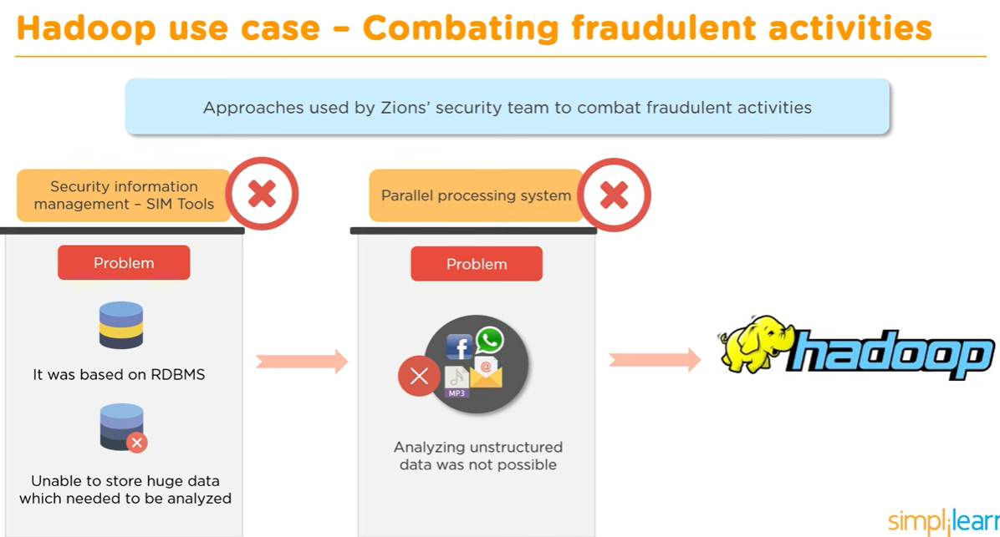 Hadoop use case – Combating fraudulent activities
Approaches used by Zions' security team to combat fraudulent activities
Security information
management – SIM Tools
Parallel processing system
Problem
Problem
It was based on RDBMS
Unable to store huge data
which needed to be analyzed
f
@
MP3
Analyzing unstructured
data was not possible
hadoop
simplilearn